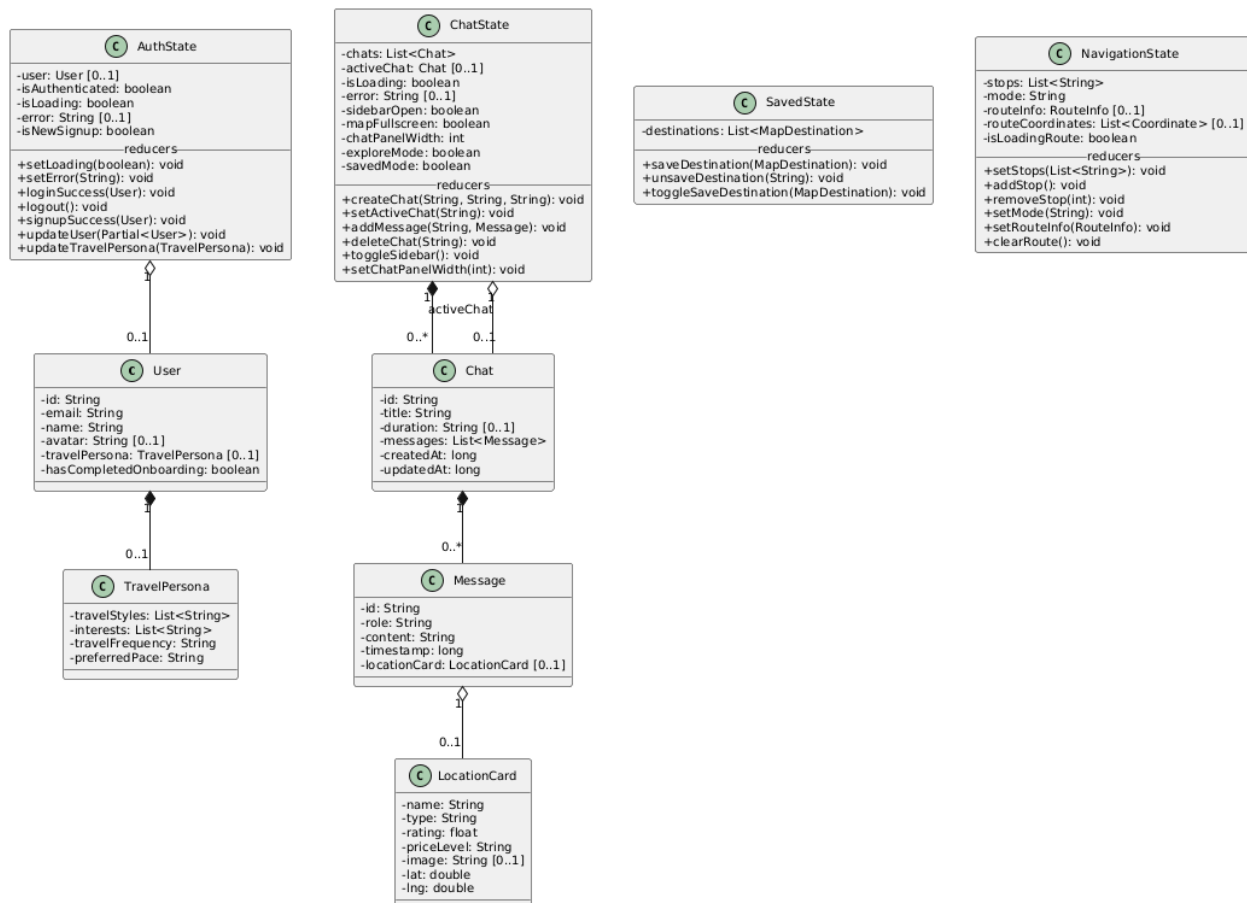 C AuthState
-user: User [0..1]
-isAuthenticated: boolean
-isLoading: boolean
-error: String [0..1]
-isNewSignup: boolean
reducers
+setLoading(boolean): void
+setError(String): void
+loginSuccess(User): void
+logout(): void
+signupSuccess(User): void
+updateUser(Partial<User>): void
+updateTravelPersona(TravelPersona): void
1
0..1
C User
-id: String
-email: String
-name: String
-avatar: String [0..1]
-travelPersona: TravelPersona [0..1]
-hasCompletedOnboarding: boolean
1
0..1
C TravelPersona
-travelStyles: List<String>
-interests: List<String>
-travelFrequency: String
-preferredPace: String
C ChatState
-chats: List<Chat>
-activeChat: Chat [0..1]
-isLoading: boolean
-error: String [0..1]
-sidebarOpen: boolean
-mapFullscreen: boolean
-chatPanelWidth: int
-exploreMode: boolean
-savedMode: boolean
reducers
+createChat(String, String, String): void
+setActiveChat(String): void
+addMessage(String, Message): void
+deleteChat(String): void
+toggleSidebar(): void
+setChatPanelWidth(int): void
1 1
activeChat
0..* 0..1
C Chat
-id: String
-title: String
-duration: String [0..1]
-messages: List<Message>
-createdAt: long
-updatedAt: long
1
0..*
C Message
-id: String
-role: String
-content: String
-timestamp: long
-locationCard: LocationCard [0..1]
1
0..1
C LocationCard
-name: String
-type: String
-rating: float
-priceLevel: String
-image: String [0..1]
-lat: double
-lng: double
C SavedState
-destinations: List<MapDestination>
reducers
+saveDestination(MapDestination): void
+unsaveDestination(String): void
+toggleSaveDestination(MapDestination): void
C NavigationState
-stops: List<String>
-mode: String
-routeInfo: RouteInfo [0..1]
-routeCoordinates: List<Coordinate> [0..1]
-isLoadingRoute: boolean
reducers
+setStops(List<String>): void
+addStop(): void
+removeStop(int): void
+setMode(String): void
+setRouteInfo(RouteInfo): void
+clearRoute(): void